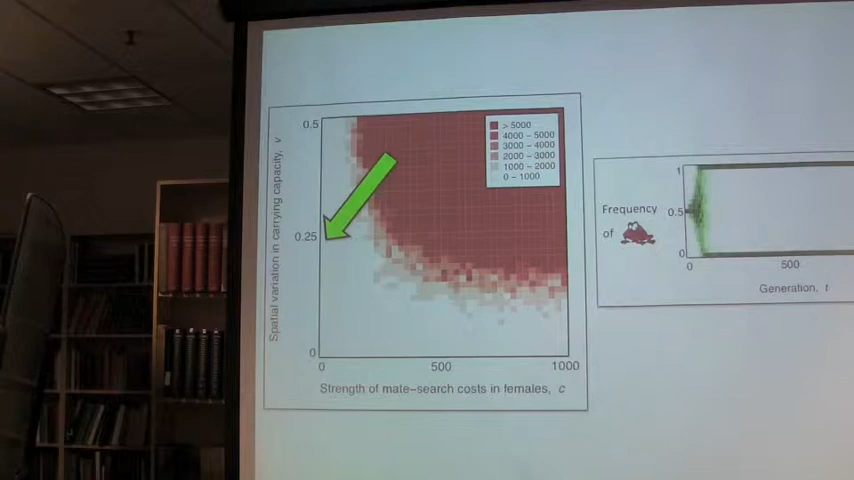 0.5
0.25
0
Spatial variation in carrying capacity, v
> 5000
4000 – 5000
3000 – 4000
2000 – 3000
1000 – 2000
0 – 1000
0
500
1000
Strength of mate–search costs in females, c
Frequency
of
1
0.5
0
0
500
Generation, t